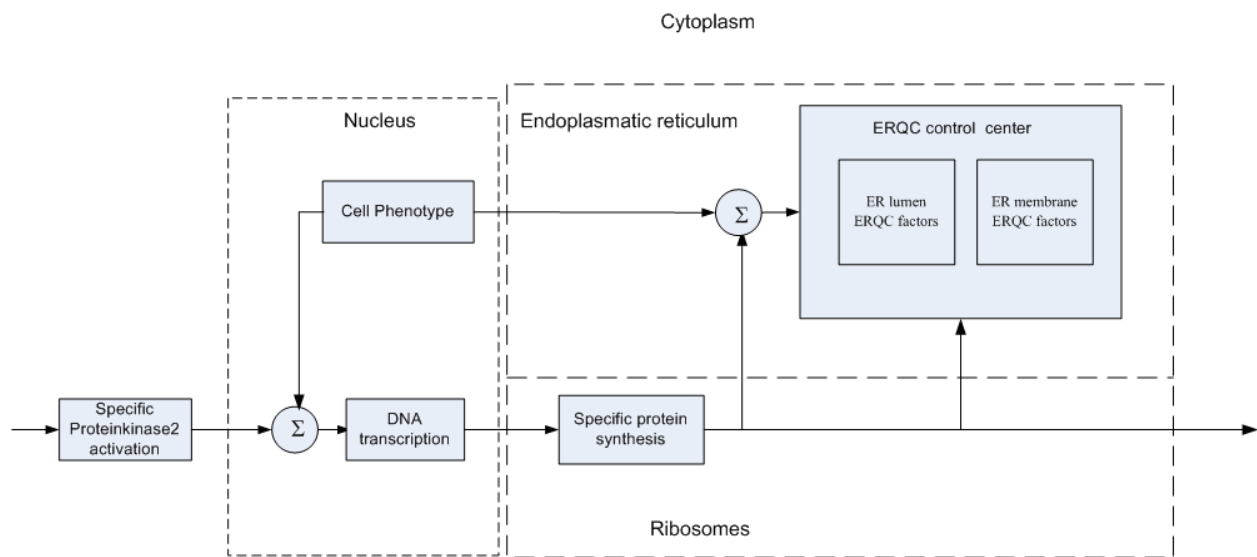 Cytoplasm
Nucleus
Endoplasmatic reticulum
ERQC control center
Cell Phenotype
Σ
ER lumen
ERQC factors
ER membrane
ERQC factors
Specific
Proteinkinase2
activation
Σ
DNA
transcription
Specific protein
synthesis
Ribosomes